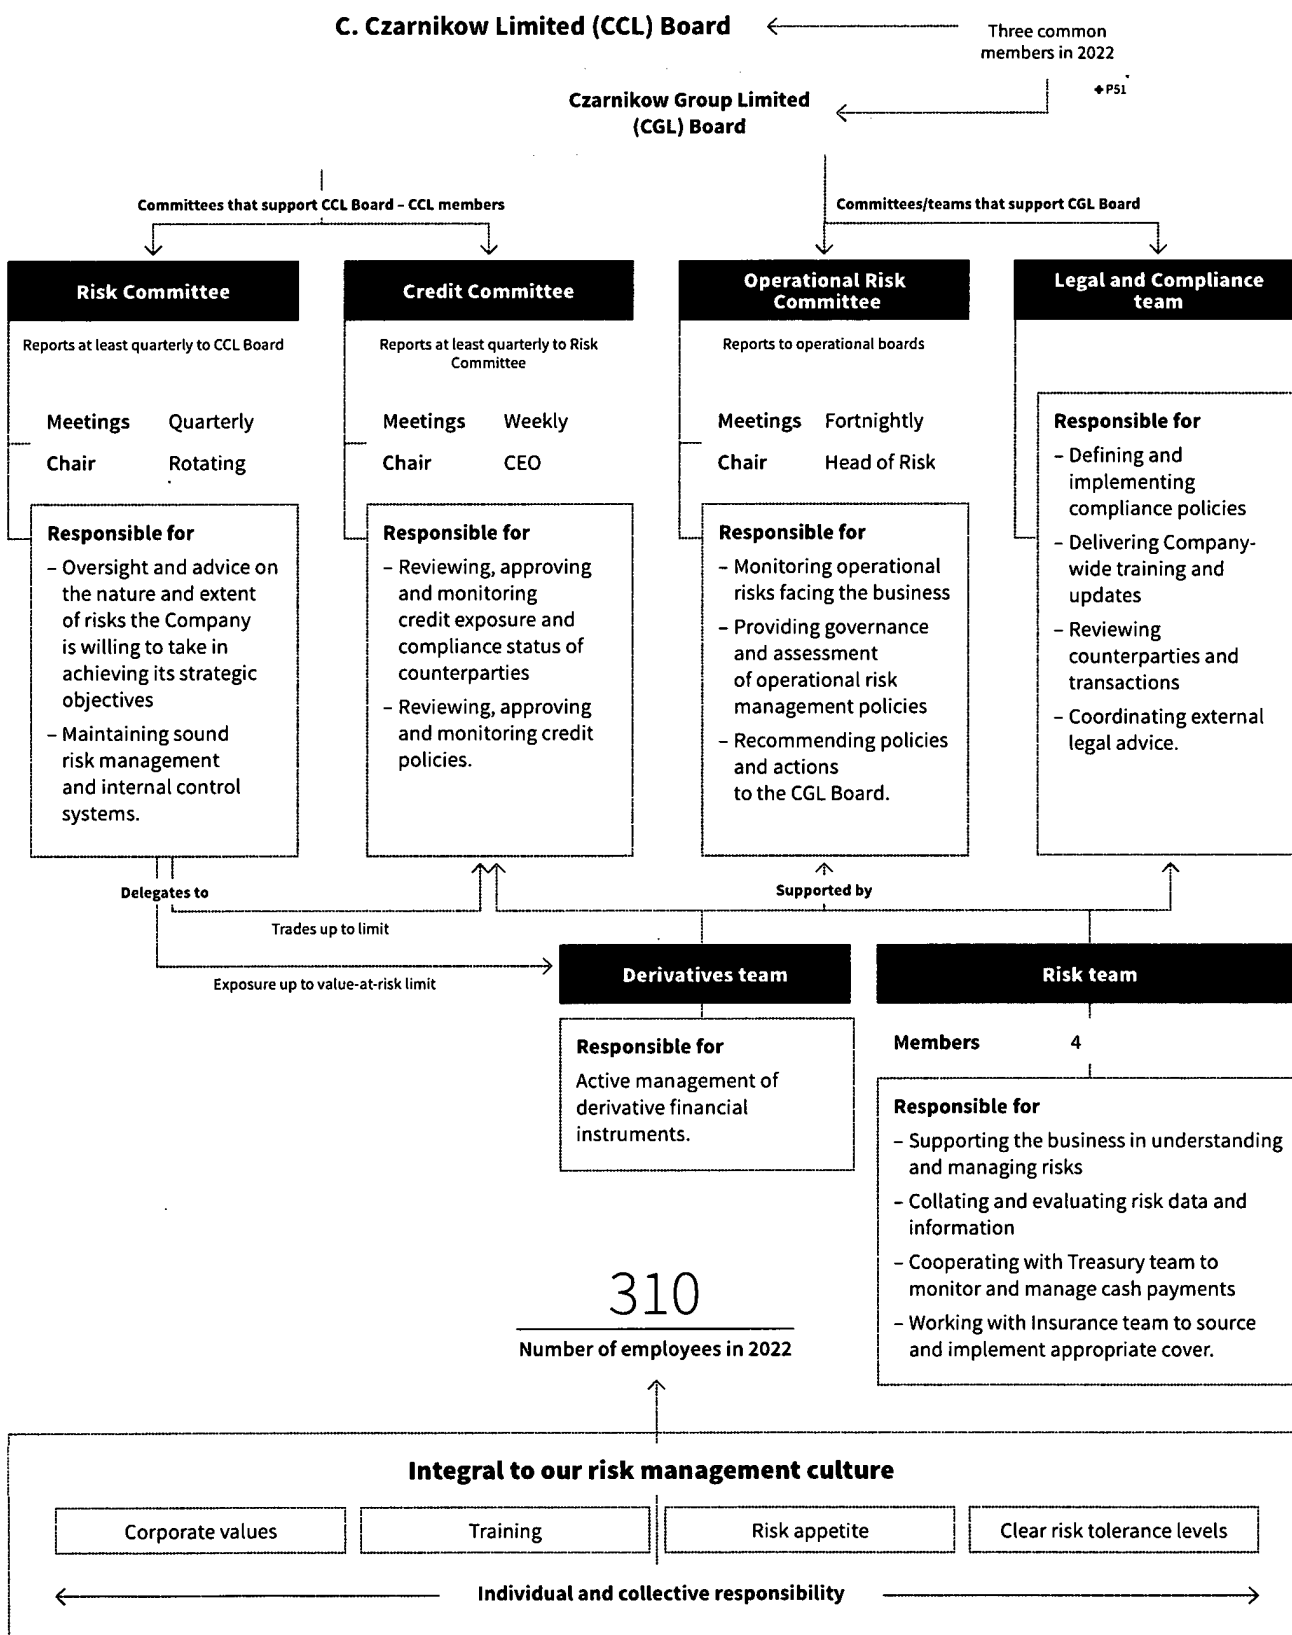 C. Czarnikow Limited (CCL) Board
Three common
members in 2022
P51
Czarnikow Group Limited
(CGL) Board
Committees that support CCL Board – CCL members
Committees/teams that support CGL Board
Risk Committee
Reports at least quarterly to CCL Board
Meetings Quarterly
Chair Rotating
Responsible for
– Oversight and advice on
the nature and extent
of risks the Company
is willing to take in
achieving its strategic
objectives
– Maintaining sound
risk management
and internal control
systems.
Credit Committee
Reports at least quarterly to Risk
Committee
Meetings Weekly
Chair CEO
Responsible for
– Reviewing, approving
and monitoring
credit exposure and
compliance status of
counterparties
– Reviewing, approving
and monitoring credit
policies.
Operational Risk
Committee
Reports to operational boards
Meetings Fortnightly
Chair Head of Risk
Responsible for
– Monitoring operational
risks facing the business
– Providing governance
and assessment
of operational risk
management policies
– Recommending policies
and actions
to the CGL Board.
Legal and Compliance
team
Responsible for
– Defining and
implementing
compliance policies
– Delivering Company-
wide training and
updates
– Reviewing
counterparties and
transactions
– Coordinating external
legal advice.
Delegates to
Supported by
Trades up to limit
Exposure up to value-at-risk limit
Derivatives team
Responsible for
Active management of
derivative financial
instruments.
Risk team
Members 4
Responsible for
– Supporting the business in understanding
and managing risks
– Collating and evaluating risk data and
information
– Cooperating with Treasury team to
monitor and manage cash payments
– Working with Insurance team to source
and implement appropriate cover.
310
Number of employees in 2022
Integral to our risk management culture
Corporate values
Training
Risk appetite
Clear risk tolerance levels
Individual and collective responsibility